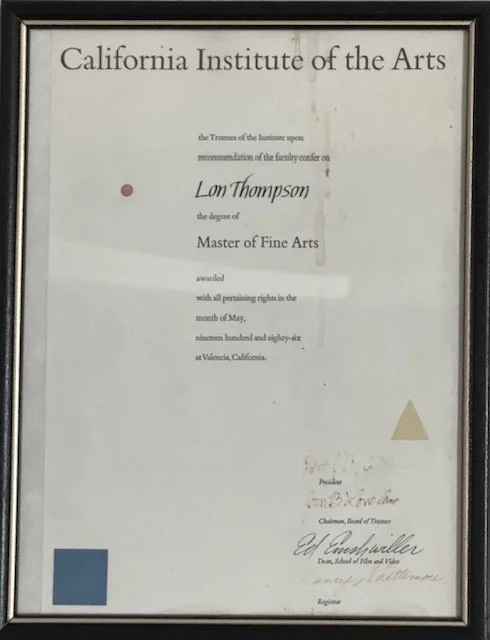 California Institute of the Arts
the Trustees of the Institute upon
recommendation of the faculty confer on
Lon Thompson
the degree of
Master of Fine Arts
awarded
with all pertaining rights in the
month of May,
nineteen hundred and eighty-six
at Valencia, California.
President
Chairman, Board of Trustees
Ed Emshwiller
Dean, School of Film and Video
Registrar